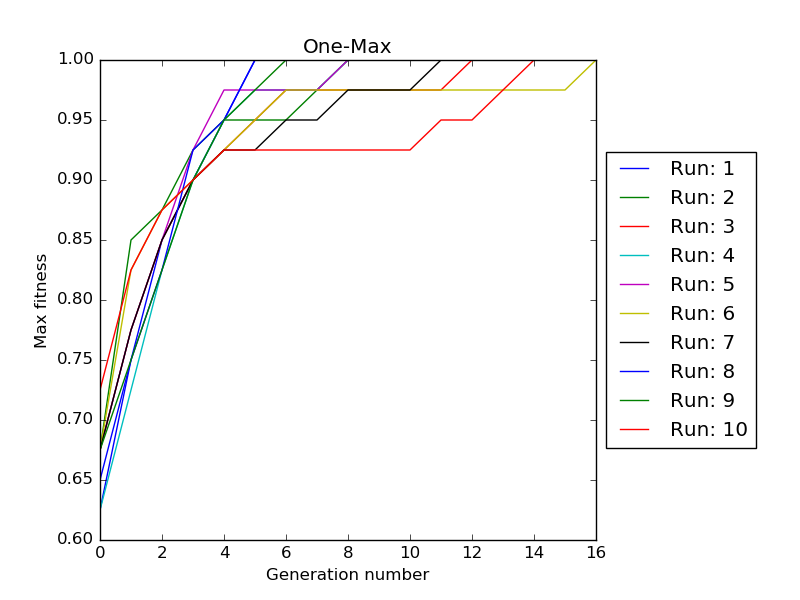 One-Max
1.00
0.95
0.90
0.85
0.80
0.75
0.70
0.65
0.60
Max fitness
0 2 4 6 8 10 12 14 16
Generation number
Run: 1
Run: 2
Run: 3
Run: 4
Run: 5
Run: 6
Run: 7
Run: 8
Run: 9
Run: 10